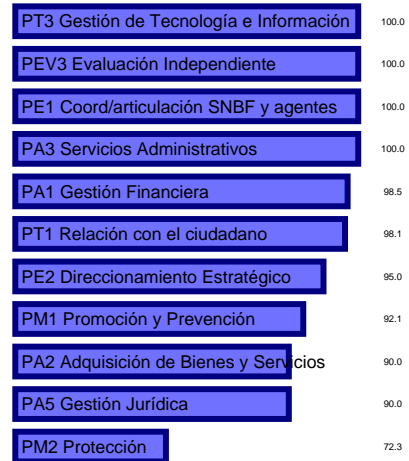 PT3 Gestión de Tecnología e Información 100.0
PEV3 Evaluación Independiente 100.0
PE1 Coord/articulación SNBF y agentes 100.0
PA3 Servicios Administrativos 100.0
PA1 Gestión Financiera 98.5
PT1 Relación con el ciudadano 98.1
PE2 Direccionamiento Estratégico 95.0
PM1 Promoción y Prevención 92.1
PA2 Adquisición de Bienes y Servicios 90.0
PA5 Gestión Jurídica 90.0
PM2 Protección 72.3